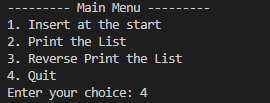 --------- Main Menu ---------
1. Insert at the start
2. Print the List
3. Reverse Print the List
4. Quit
Enter your choice: 4